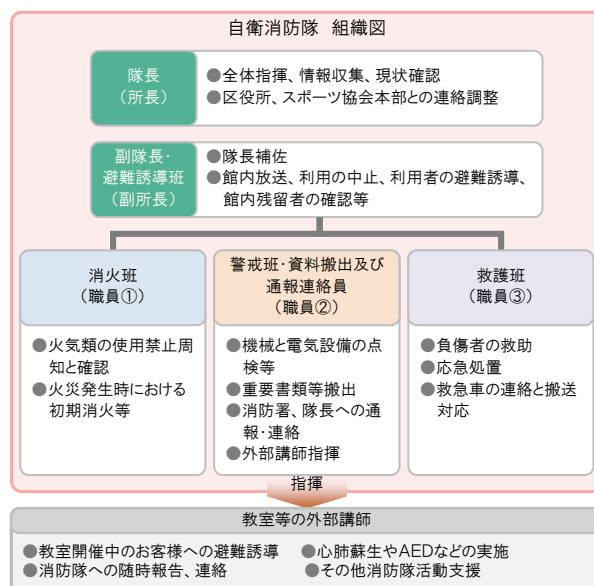 自衛消防隊 組織図
隊長
(所長)
●全体指揮、情報収集、現状確認
●区役所、スポーツ協会本部との連絡調整
副隊長・
避難誘導班
(副所長)
●隊長補佐
●館内放送、利用の中止、利用者の避難誘導、
館内残留者の確認等
消火班
(職員①)
●火気類の使用禁止周
知と確認
●火災発生時における
初期消火等
警戒班・資料搬出及び
通報連絡員
(職員②)
●機械と電気設備の点
検等
●重要書類等搬出
●消防署、隊長への通
報・連絡
●外部講師指揮
救護班
(職員③)
●負傷者の救助
●応急処置
●救急車の連絡と搬送
対応
指揮
教室等の外部講師
●教室開催中のお客様への避難誘導
●消防隊への随時報告、連絡
●心肺蘇生やAEDなどの実施
●その他消防隊活動支援